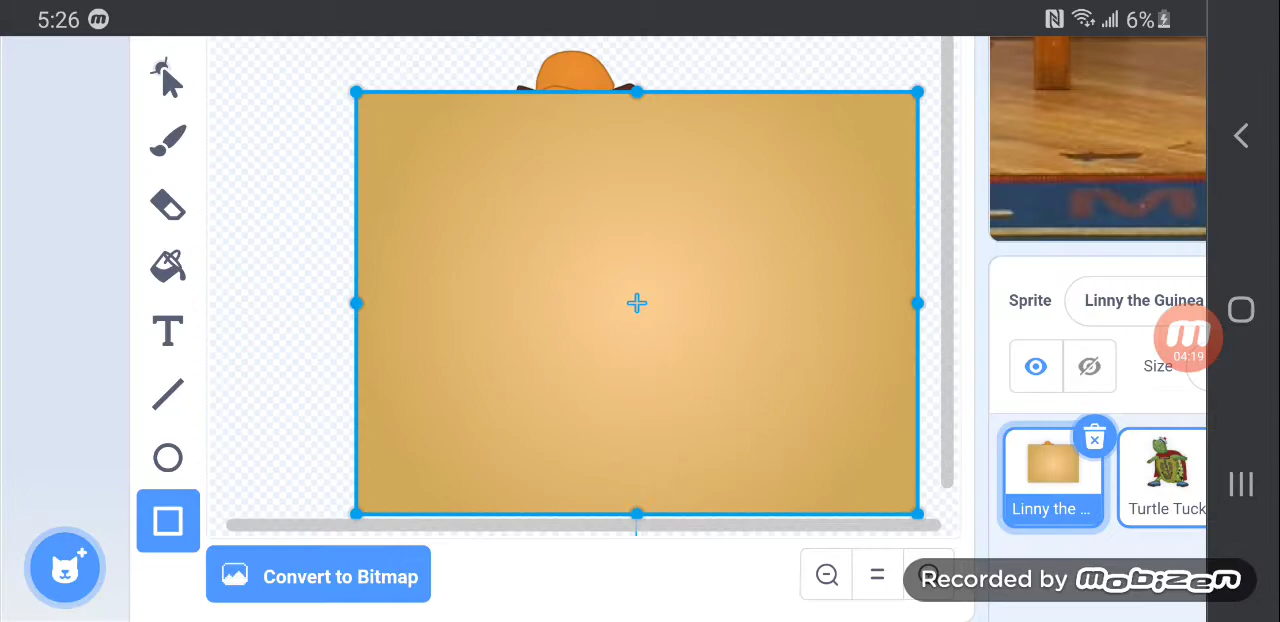 5:26
6%
T
Sprite
Linny the Guinea
04:19
Size
Linny the ...
Turtle Tuck
Convert to Bitmap
Recorded by mobizen